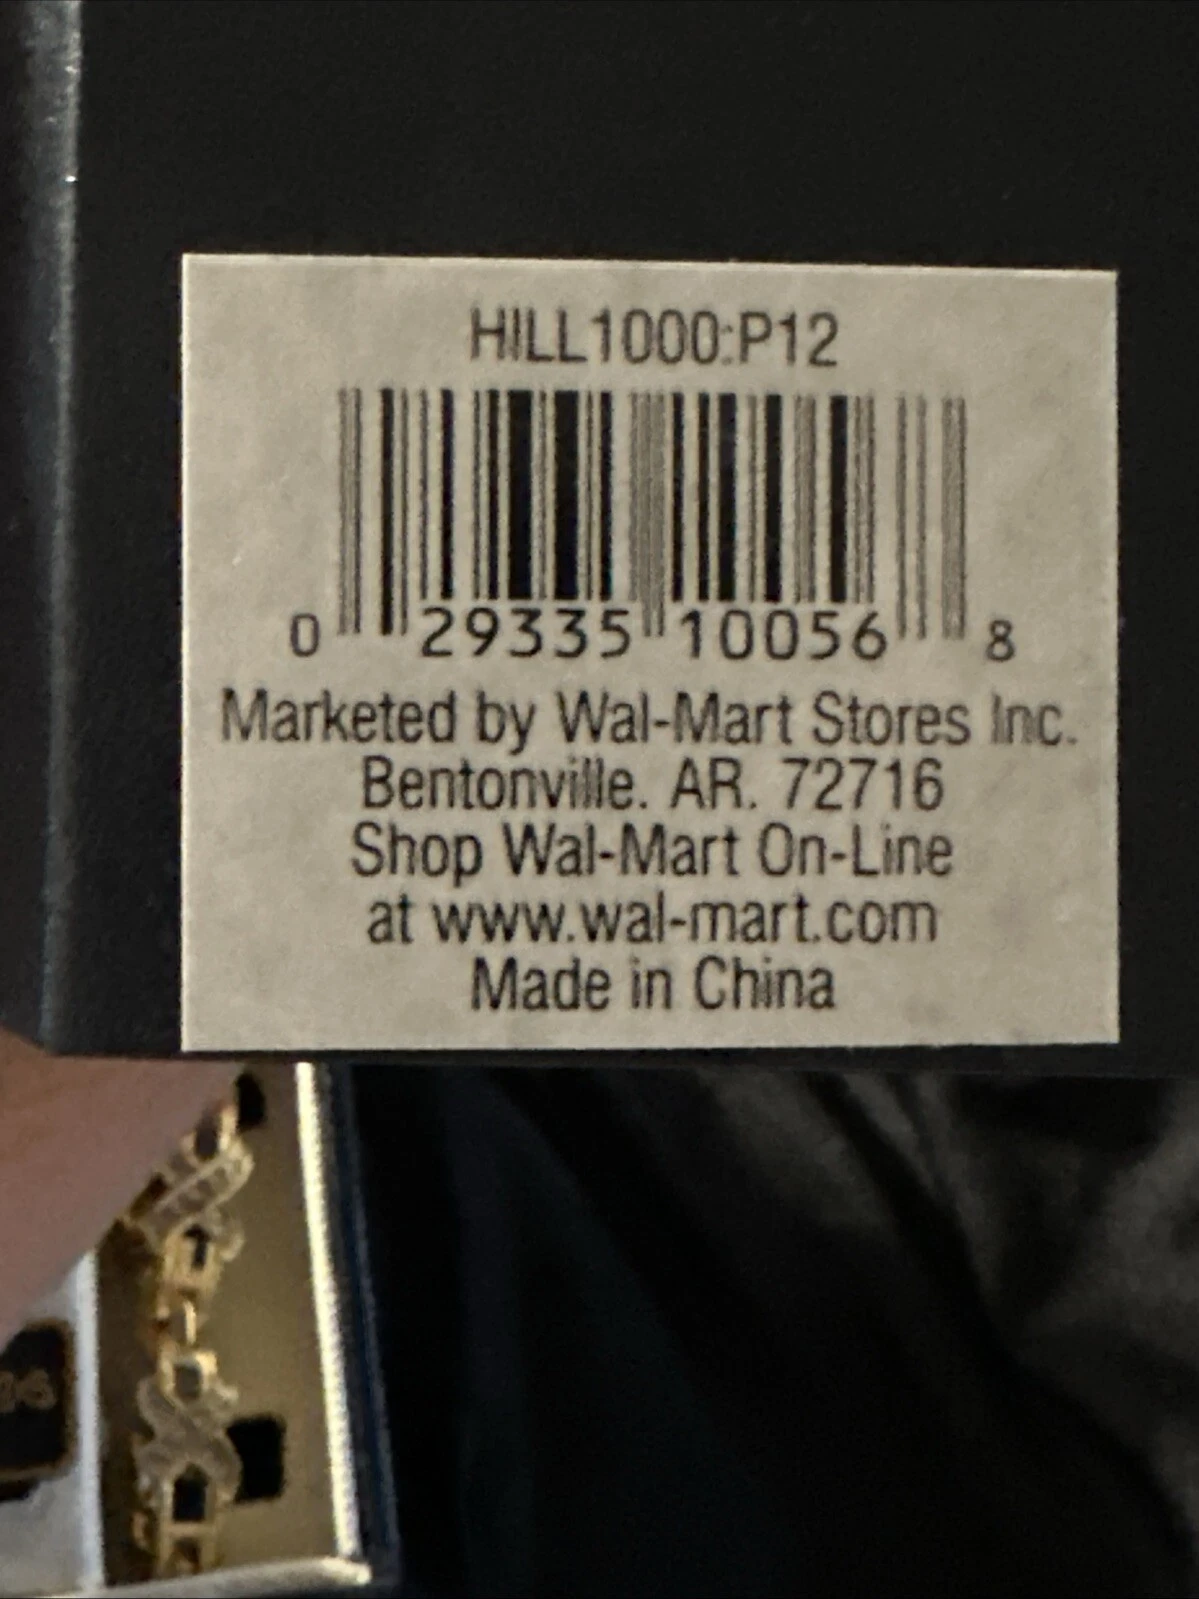 HILL1000:P12
0 29335 10056 8
Marketed by Wal-Mart Stores Inc.
Bentonville. AR. 72716
Shop Wal-Mart On-Line
at www.wal-mart.com
Made in China